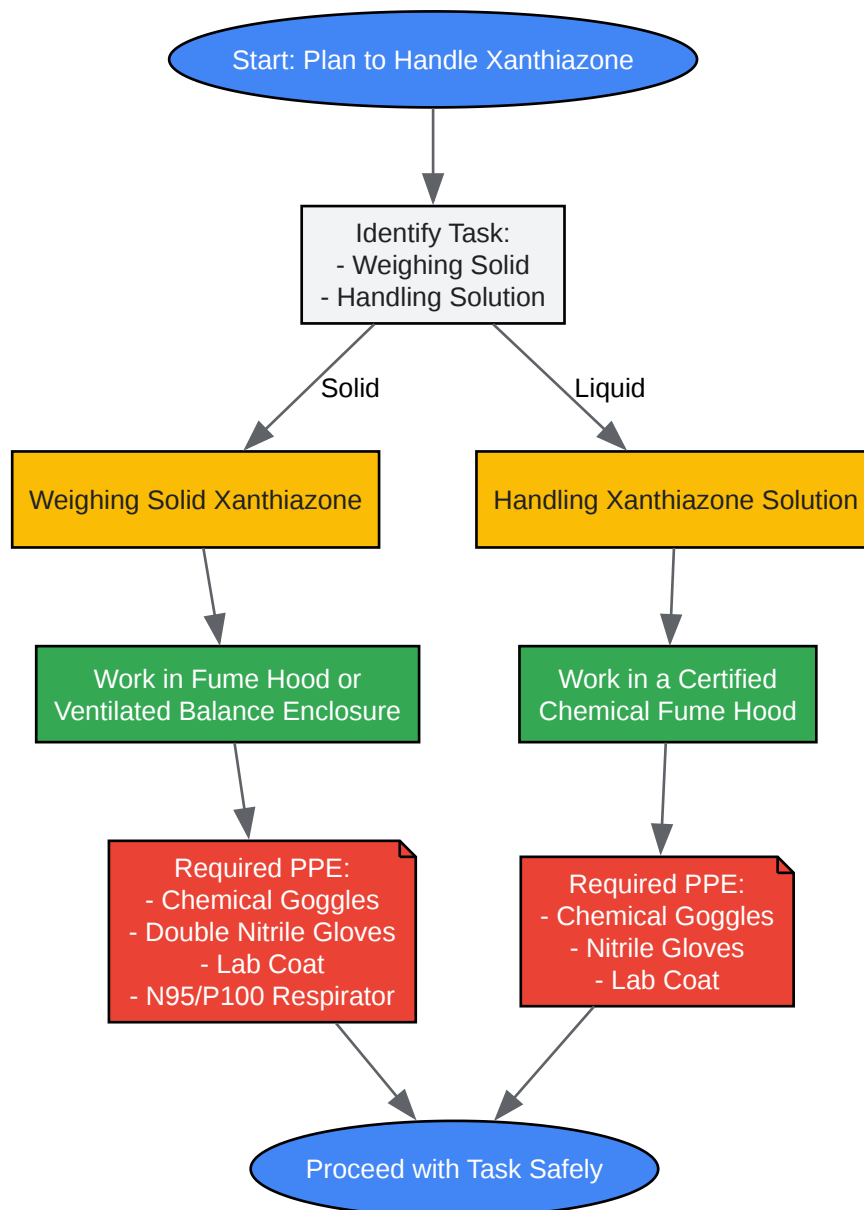 Start: Plan to Handle Xanthiazone
Identify Task:
- Weighing Solid
- Handling Solution
Solid
Liquid
Weighing Solid Xanthiazone
Handling Xanthiazone Solution
Work in Fume Hood or
Ventilated Balance Enclosure
Work in a Certified
Chemical Fume Hood
Required PPE:
- Chemical Goggles
- Double Nitrile Gloves
- Lab Coat
- N95/P100 Respirator
Required PPE:
- Chemical Goggles
- Nitrile Gloves
- Lab Coat
Proceed with Task Safely